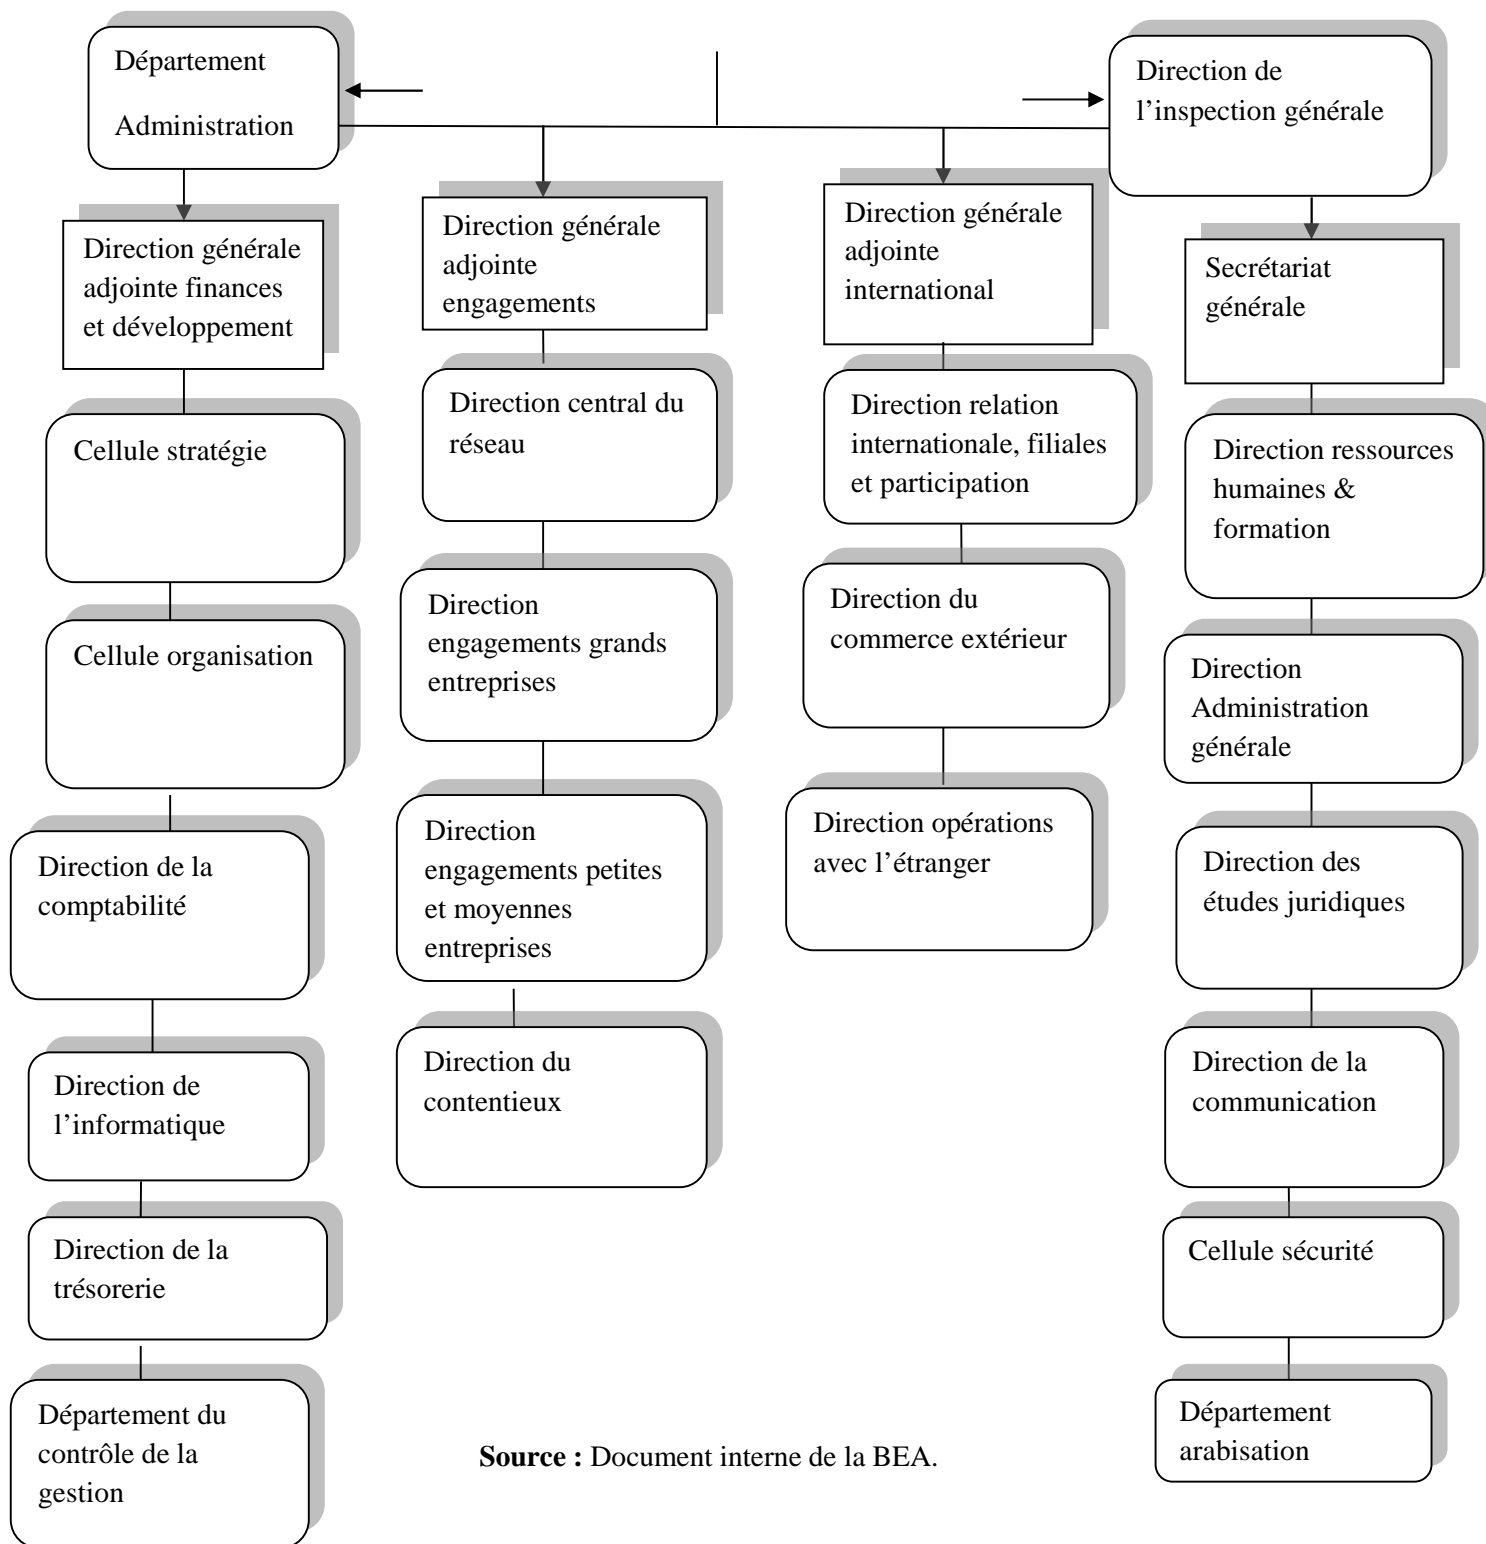 Département
Administration
Direction de
l’inspection générale
Direction générale
adjointe finances
et développement
Direction générale
adjointe
engagements
Direction générale
adjointe
international
Secrétariat
générale
Cellule stratégie
Cellule organisation
Direction de la
comptabilité
Direction de
l’informatique
Direction de la
trésorerie
Département du
contrôle de la
gestion
Direction central du
réseau
Direction
engagements grands
entreprises
Direction
engagements petites
et moyennes
entreprises
Direction du
contentieux
Direction relation
internationale, filiales
et participation
Direction du
commerce extérieur
Direction opérations
avec l’étranger
Direction ressources
humaines &
formation
Direction
Administration
générale
Direction des
études juridiques
Direction de la
communication
Cellule sécurité
Département
arabisation
Source : Document interne de la BEA.